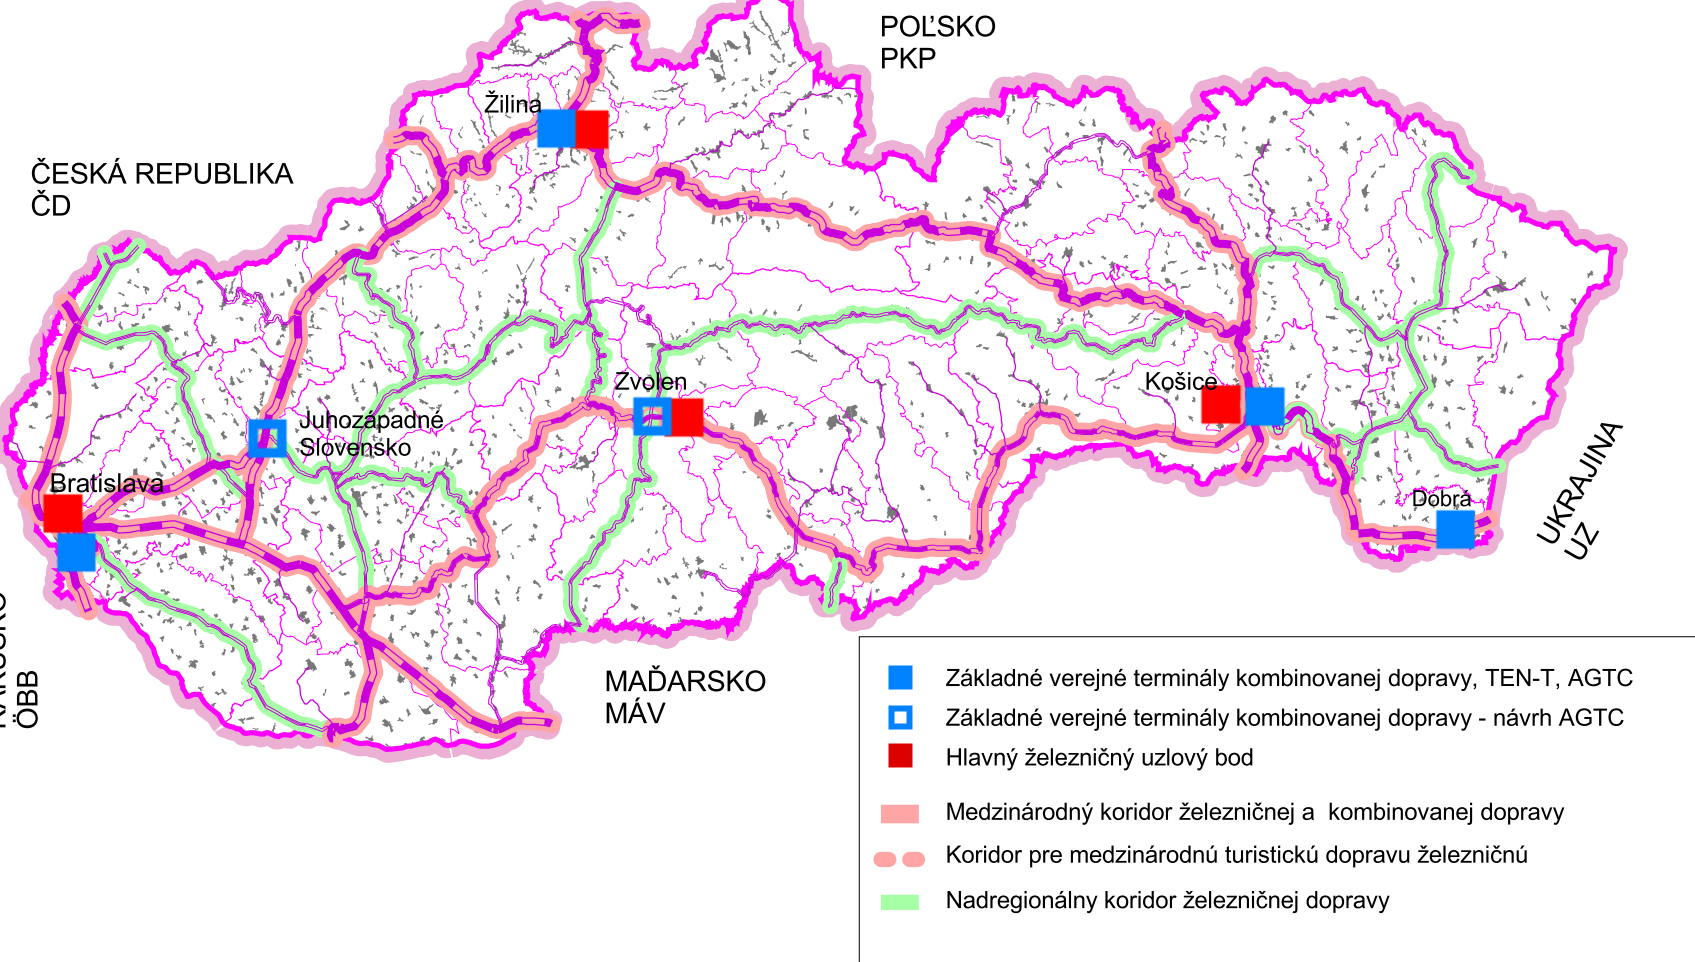 POĽSKO
PKP
Žilina
ČESKÁ REPUBLIKA
ČD
Zvolen
Košice
Juhozápadné
Slovensko
Bratislava
Dobrá
UKRAJINA
UZ
ÖBB
MAĎARSKO
MÁV
Základné verejné terminály kombinovanej dopravy, TEN-T, AGTC
Základné verejné terminály kombinovanej dopravy - návrh AGTC
Hlavný železničný uzlový bod
Medzinárodný koridor železničnej a kombinovanej dopravy
Koridor pre medzinárodnú turistickú dopravu železničnú
Nadregionálny koridor železničnej dopravy